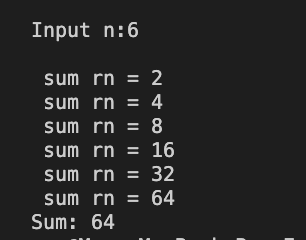 Input n:6
sum rn = 2
sum rn = 4
sum rn = 8
sum rn = 16
sum rn = 32
sum rn = 64
Sum: 64